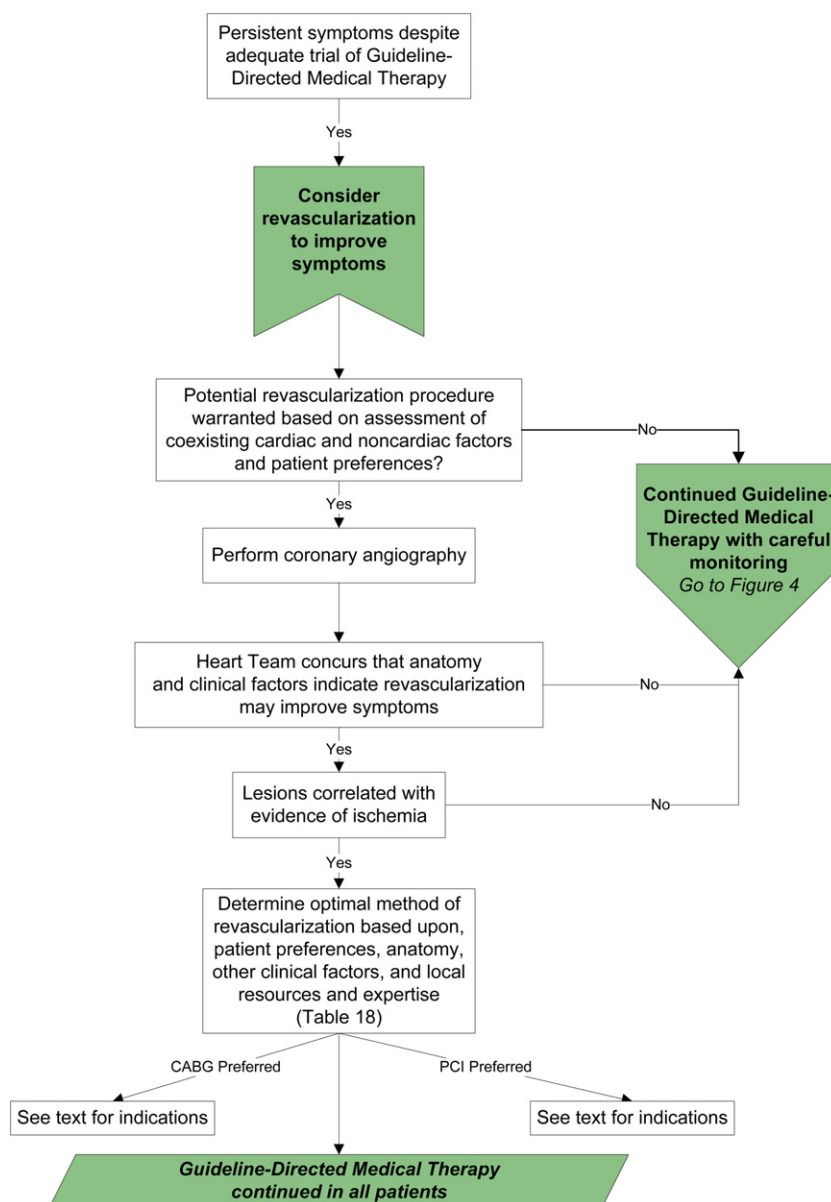 Persistent symptoms despite
adequate trial of Guideline-
Directed Medical Therapy
Yes
Consider
revascularization
to improve
symptoms
Potential revascularization procedure
warranted based on assessment of
coexisting cardiac and noncardiac factors
and patient preferences?
No
Yes
Continued Guideline-
Directed Medical
Therapy with careful
monitoring
Go to Figure 4
Perform coronary angiography
Heart Team concurs that anatomy
and clinical factors indicate revascularization
may improve symptoms
No
Yes
Lesions correlated with
evidence of ischemia
No
Yes
Determine optimal method of
revascularization based upon,
patient preferences, anatomy,
other clinical factors, and local
resources and expertise
(Table 18)
CABG Preferred
PCI Preferred
See text for indications
See text for indications
Guideline-Directed Medical Therapy
continued in all patients